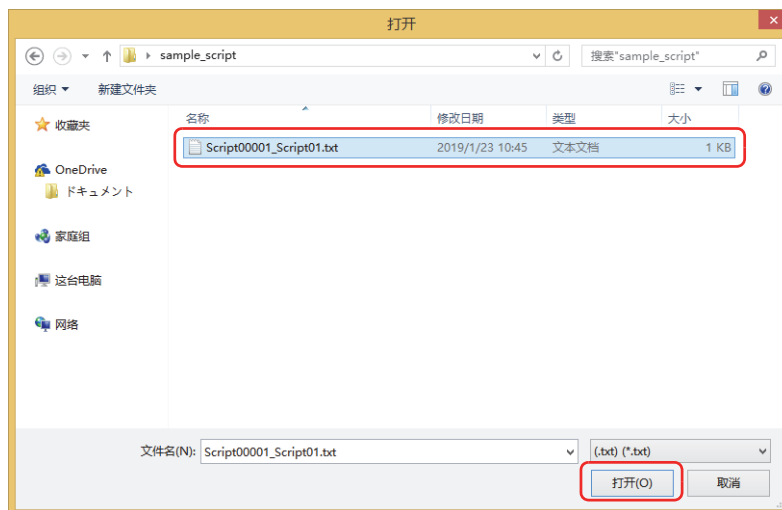 打开
sample_script
搜索"sample_script"
组织
新建文件夹
名称 修改日期 类型 大小
Script00001_Script01.txt 2019/1/23 10:45 文本文档 1 KB
收藏夹
OneDrive
ドキュメント
家庭组
这台电脑
网络
文件名(N): Script00001_Script01.txt (.txt) (*.txt)
打开(O) 取消